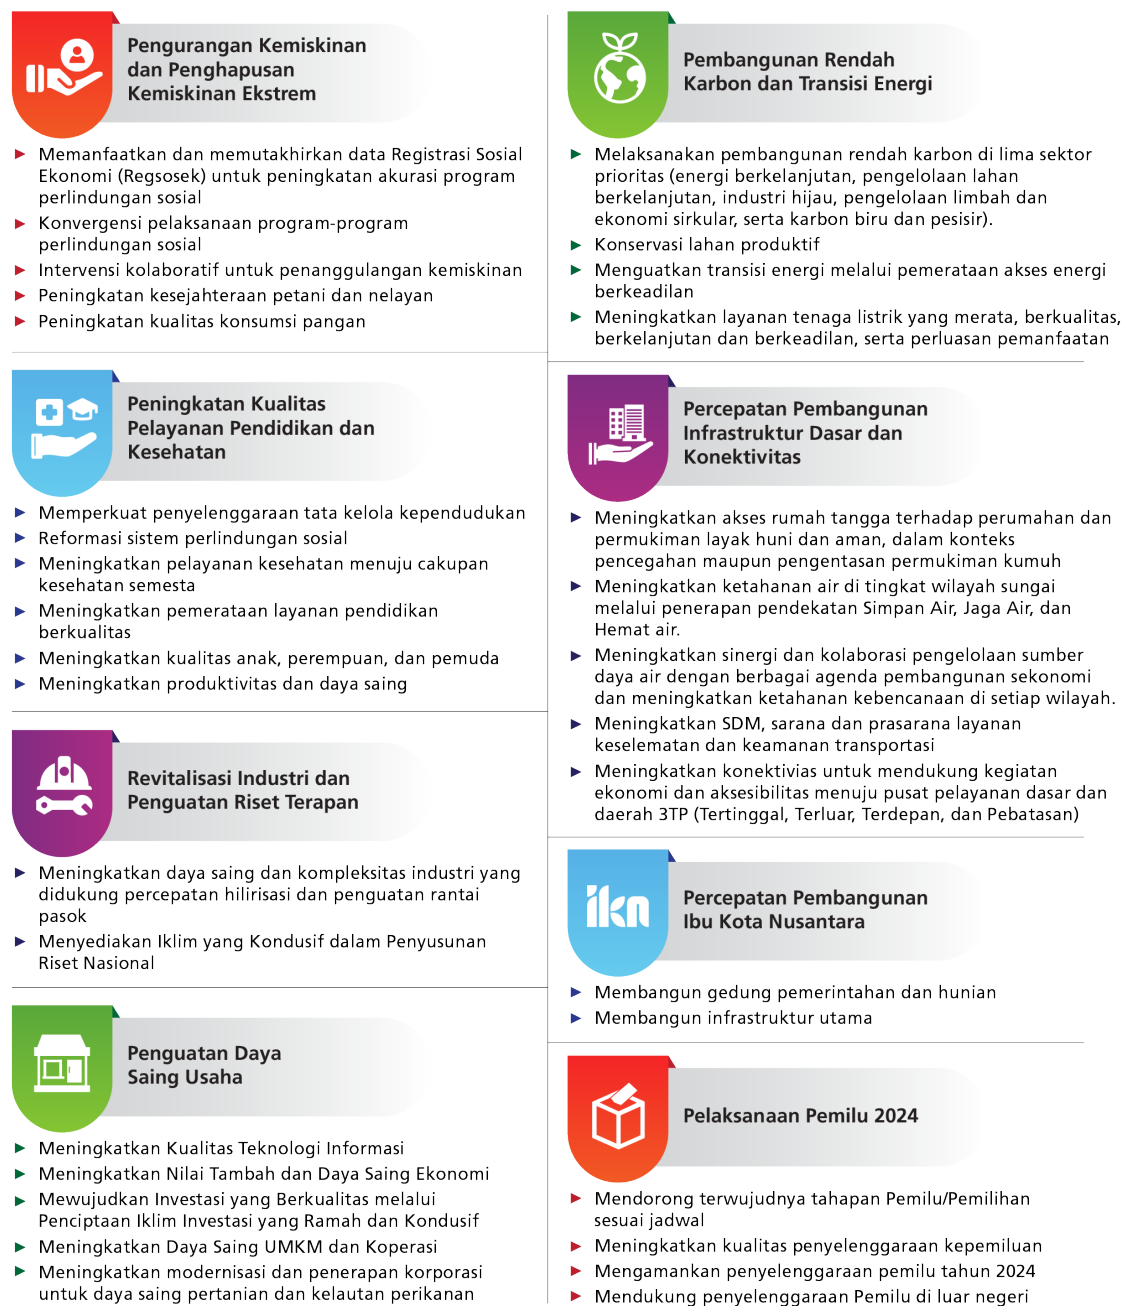 Pengurangan Kemiskinan
dan Penghapusan
Kemiskinan Ekstrem
Memanfaatkan dan memutakhirkan data Registrasi Sosial
Ekonomi (Regsosek) untuk peningkatan akurasi program
perlindungan sosial
Konvergensi pelaksanaan program-program
perlindungan sosial
Intervensi kolaboratif untuk penanggulangan kemiskinan
Peningkatan kesejahteraan petani dan nelayan
Peningkatan kualitas konsumsi pangan
Peningkatan Kualitas
Pelayanan Pendidikan dan
Kesehatan
Memperkuat penyelenggaraan tata kelola kependudukan
Reformasi sistem perlindungan sosial
Meningkatkan pelayanan kesehatan menuju cakupan
kesehatan semesta
Meningkatkan pemerataan layanan pendidikan
berkualitas
Meningkatkan kualitas anak, perempuan, dan pemuda
Meningkatkan produktivitas dan daya saing
Revitalisasi Industri dan
Penguatan Riset Terapan
Meningkatkan daya saing dan kompleksitas industri yang
didukung percepatan hilirisasi dan penguatan rantai
pasok
Menyediakan Iklim yang Kondusif dalam Penyusunan
Riset Nasional
Penguatan Daya
Saing Usaha
Meningkatkan Kualitas Teknologi Informasi
Meningkatkan Nilai Tambah dan Daya Saing Ekonomi
Mewujudkan Investasi yang Berkualitas melalui
Penciptaan Iklim Investasi yang Ramah dan Kondusif
Meningkatkan Daya Saing UMKM dan Koperasi
Meningkatkan modernisasi dan penerapan korporasi
untuk daya saing pertanian dan kelautan perikanan
Pembangunan Rendah
Karbon dan Transisi Energi
Melaksanakan pembangunan rendah karbon di lima sektor
prioritas (energi berkelanjutan, pengelolaan lahan
berkelanjutan, industri hijau, pengelolaan limbah dan
ekonomi sirkular, serta karbon biru dan pesisir).
Konservasi lahan produktif
Menguatkan transisi energi melalui pemerataan akses energi
berkeadilan
Meningkatkan layanan tenaga listrik yang merata, berkualitas,
berkelanjutan dan berkeadilan, serta perluasan pemanfaatan
Percepatan Pembangunan
Infrastruktur Dasar dan
Konektivitas
Meningkatkan akses rumah tangga terhadap perumahan dan
permukiman layak huni dan aman, dalam konteks
pencegahan maupun pengentasan permukiman kumuh
Meningkatkan ketahanan air di tingkat wilayah sungai
melalui penerapan pendekatan Simpan Air, Jaga Air, dan
Hemat air.
Meningkatkan sinergi dan kolaborasi pengelolaan sumber
daya air dengan berbagai agenda pembangunan sekonomi
dan meningkatkan ketahanan kebencanaan di setiap wilayah.
Meningkatkan SDM, sarana dan prasarana layanan
keselematan dan keamanan transportasi
Meningkatkan konektivias untuk mendukung kegiatan
ekonomi dan aksesibilitas menuju pusat pelayanan dasar dan
daerah 3TP (Tertinggal, Terluar, Terdepan, dan Pebatasan)
ikn
Percepatan Pembangunan
Ibu Kota Nusantara
Membangun gedung pemerintahan dan hunian
Membangun infrastruktur utama
Pelaksanaan Pemilu 2024
Mendorong terwujudnya tahapan Pemilu/Pemilihan
sesuai jadwal
Meningkatkan kualitas penyelenggaraan kepemiluan
Mengamankan penyelenggaraan pemilu tahun 2024
Mendukung penyelenggaraan Pemilu di luar negeri